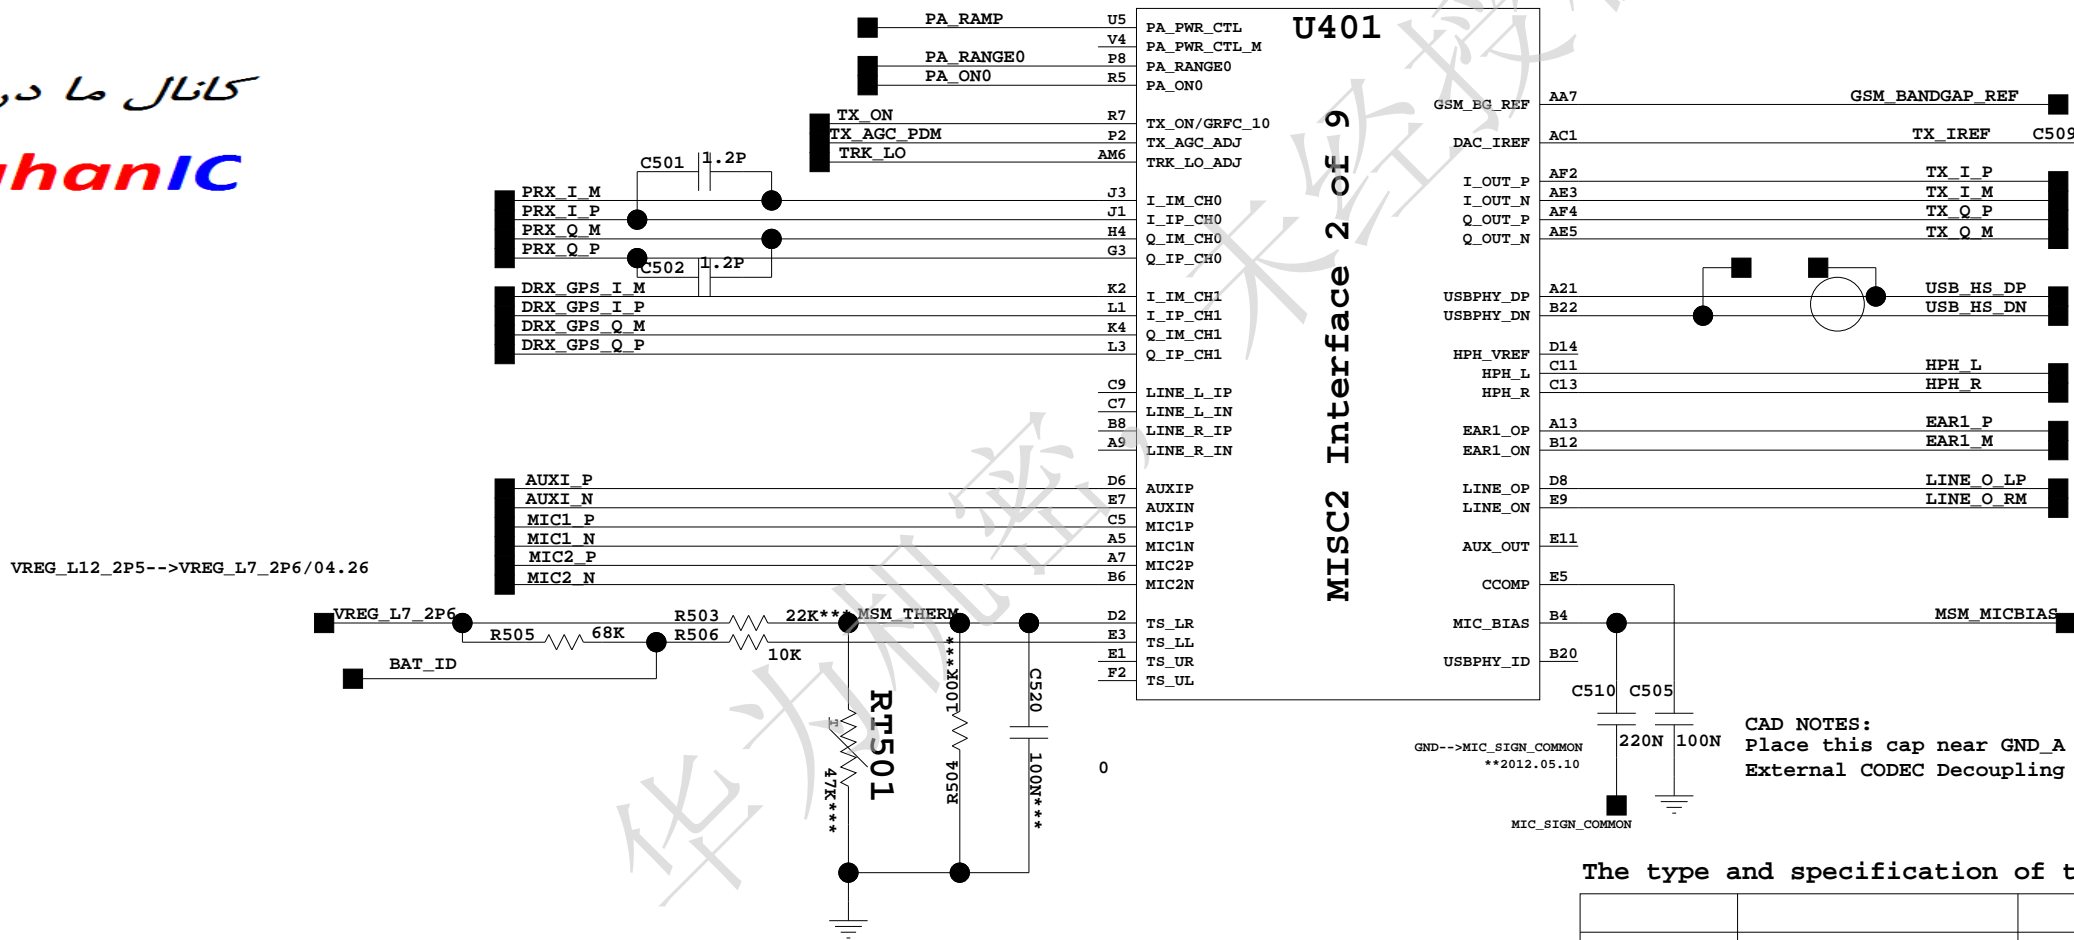 PA_RAMP U5 PA_PWR_CTL U401
V4 PA_PWR_CTL_M
PA_RANGE0 P8 PA_RANGE0
PA_ON0 R5 PA_ON0
کانال ما در
hanIC
GSM_BG_REF AA7 GSM_BANDGAP_REF
TX_ON R7 TX_ON/GRFC_10
TX_AGC_PDM P2 TX_AGC_ADJ
DAC_IREF AC1 TX_IREF C509
TRK_LO AM6 TRK_LO_ADJ
C501 1.2P
PRX_I_M J3 I_IM_CH0
PRX_I_P J1 I_IP_CH0
PRX_Q_M H4 Q_IM_CH0
PRX_Q_P G3 Q_IP_CH0
C502 1.2P
I_OUT_P AF2 TX_I_P
I_OUT_N AE3 TX_I_M
Q_OUT_P AF4 TX_Q_P
Q_OUT_N AE5 TX_Q_M
DRX_GPS_I_M K2 I_IM_CH1
DRX_GPS_I_P L1 I_IP_CH1
DRX_GPS_Q_M K4 Q_IM_CH1
DRX_GPS_Q_P L3 Q_IP_CH1
USBPHY_DP A21 USB_HS_DP
USBPHY_DN B22 USB_HS_DN
HPH_VREF D14
HPH_L C11 HPH_L
HPH_R C13 HPH_R
C9 LINE_L_IP
C7 LINE_L_IN
B8 LINE_R_IP
A9 LINE_R_IN
EAR1_OP A13 EAR1_P
EAR1_ON B12 EAR1_M
MISC2 Interface 2 of 9
AUXI_P D6 AUXIP
AUXI_N E7 AUXIN
MIC1_P C5 MIC1P
MIC1_N A5 MIC1N
MIC2_P A7 MIC2P
MIC2_N B6 MIC2N
LINE_OP D8 LINE_O_LP
LINE_ON E9 LINE_O_RM
AUX_OUT E11
CCOMP E5
MIC_BIAS B4 MSM_MICBIAS
USBPHY_ID B20
VREG_L12_2P5-->VREG_L7_2P6/04.26
VREG_L7_2P6 R503 22K*** MSM_THERM D2 TS_LR
R505 68K R506 10K E3 TS_LL
BAT_ID E1 TS_UR
F2 TS_UL
RT501
47K****
100K***
R504
C520
100N***
0
C510 C505
220N 100N
GND-->MIC_SIGN_COMMON
**2012.05.10
MIC_SIGN_COMMON
CAD NOTES:
Place this cap near GND_A
External CODEC Decoupling
The type and specification of t
华为机密，未经授